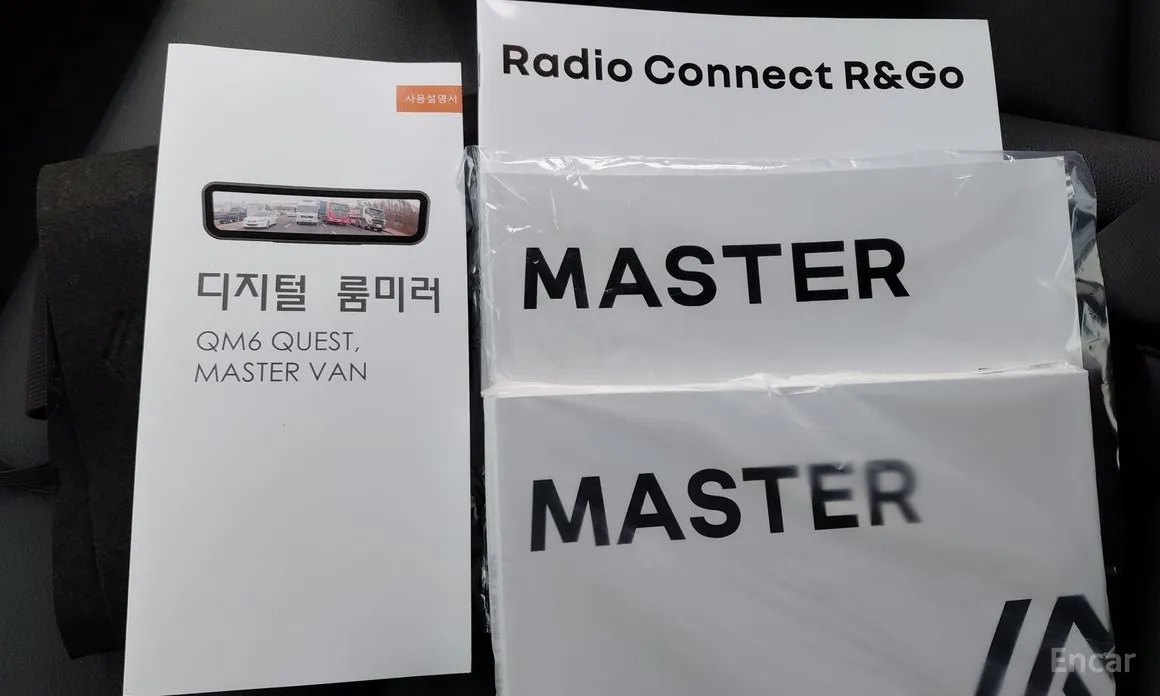 사용설명서
디지털 룸미러
QM6 QUEST,
MASTER VAN
Radio Connect R&Go
MASTER
MASTER
Encar